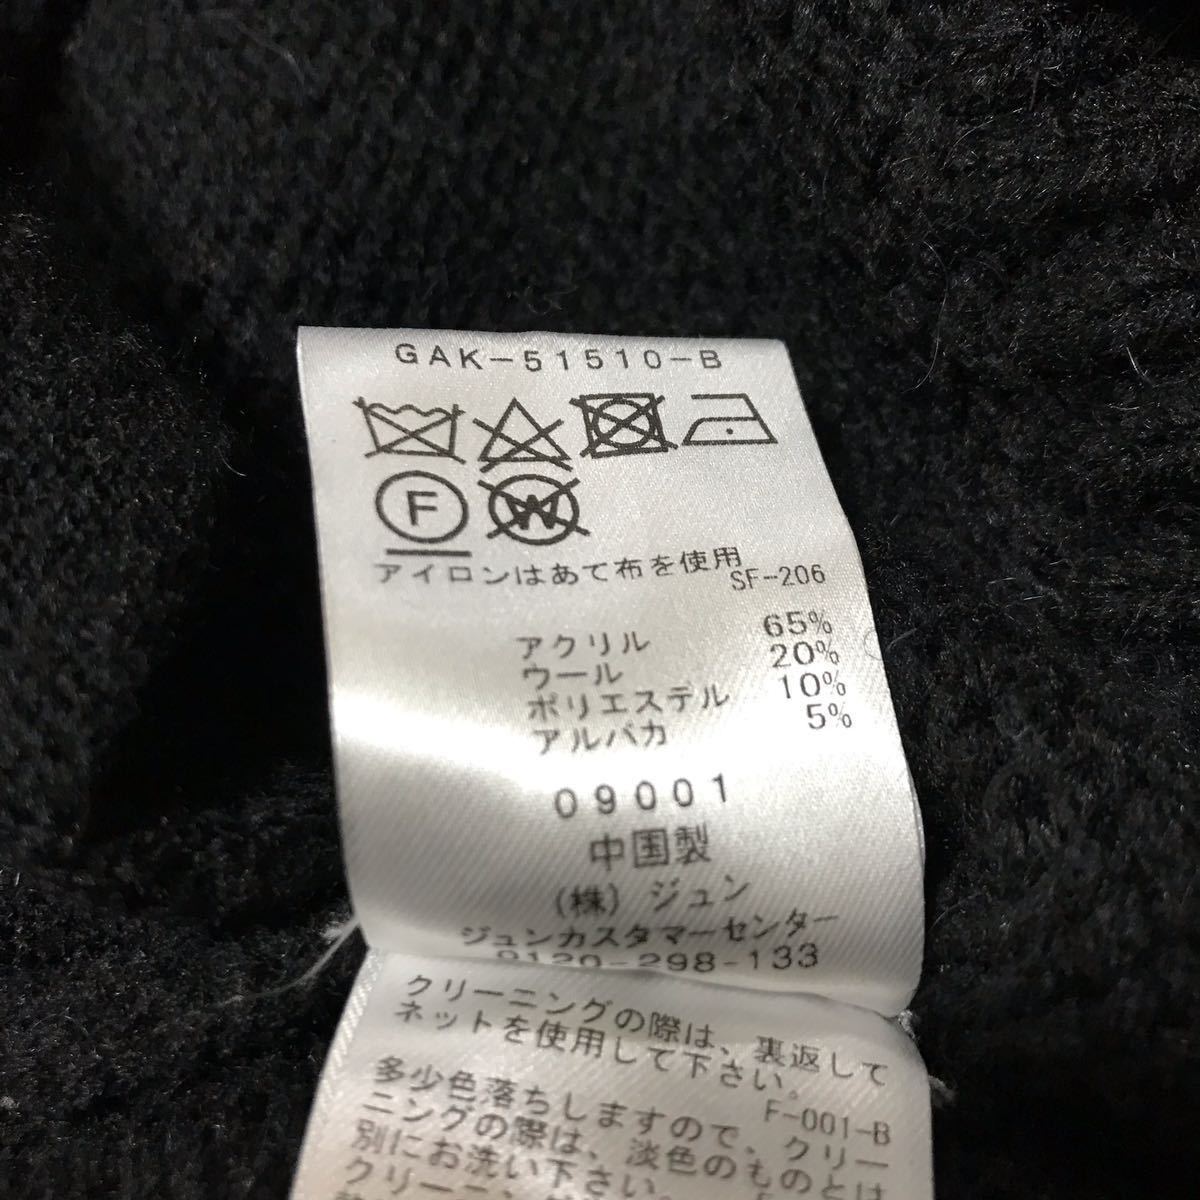 GAK-51510-B
F W
アイロンはあて布を使用
SF-206
アクリル 65%
ウール 20%
ポリエステル 10%
アルパカ 5%
09001
中国製
(株)ジュン
ジュンカスタマーセンター
0120-298-133
クリーニングの際は、裏返して
ネットを使用して下さい。
F-001-B
多少色落ちしますので、クリー
ニングの際は、淡色のものとは
別にお洗い下さい。